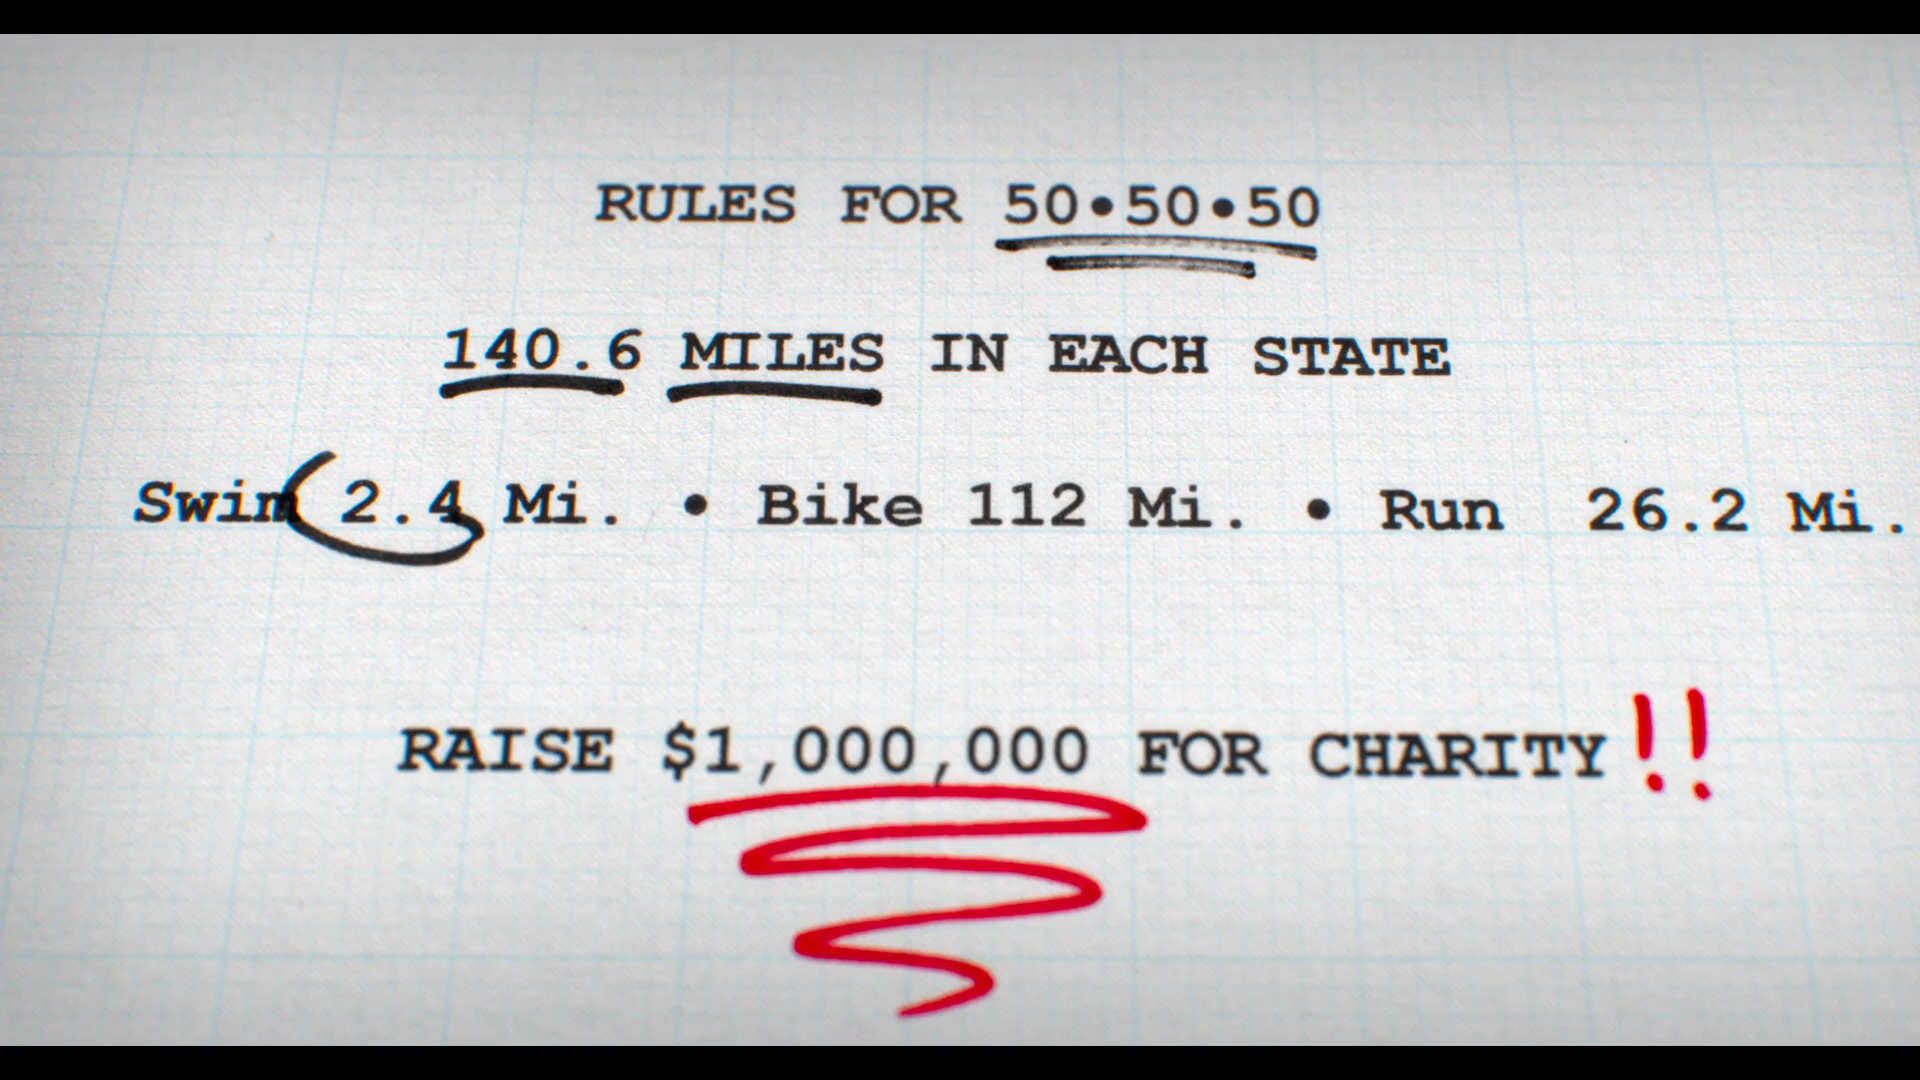 RULES FOR 50•50•50
140.6 MILES IN EACH STATE
Swim 2.4 Mi. • Bike 112 Mi. • Run 26.2 Mi.
RAISE $1,000,000 FOR CHARITY!!